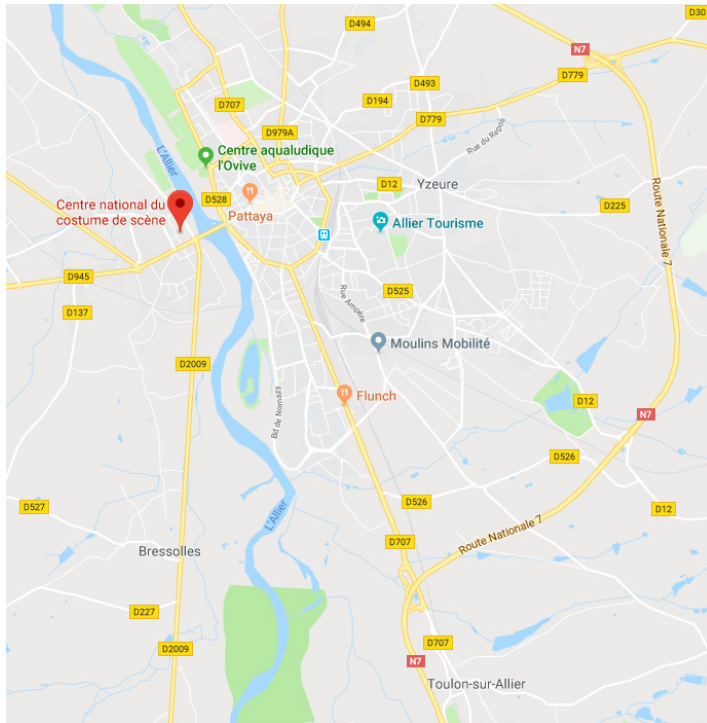 D494
D30
N7
D779
D493
D194
D707
D779
D979A
Rue du Repos
L'Allier
Centre aqualudique
l'Ovive
D12
Yzeure
Centre national du
costume de scène
D528
Pattaya
D225
Allier Tourisme
Route Nationale 7
D945
D525
Rue Ampère
D137
Moulins Mobilité
D2009
Flunch
Bd de Nomazy
D12
N7
D526
D527
D526
D12
L'Allier
Route Nationale 7
D707
Bressolles
D227
D2009
D707
N7
Toulon-sur-Allier